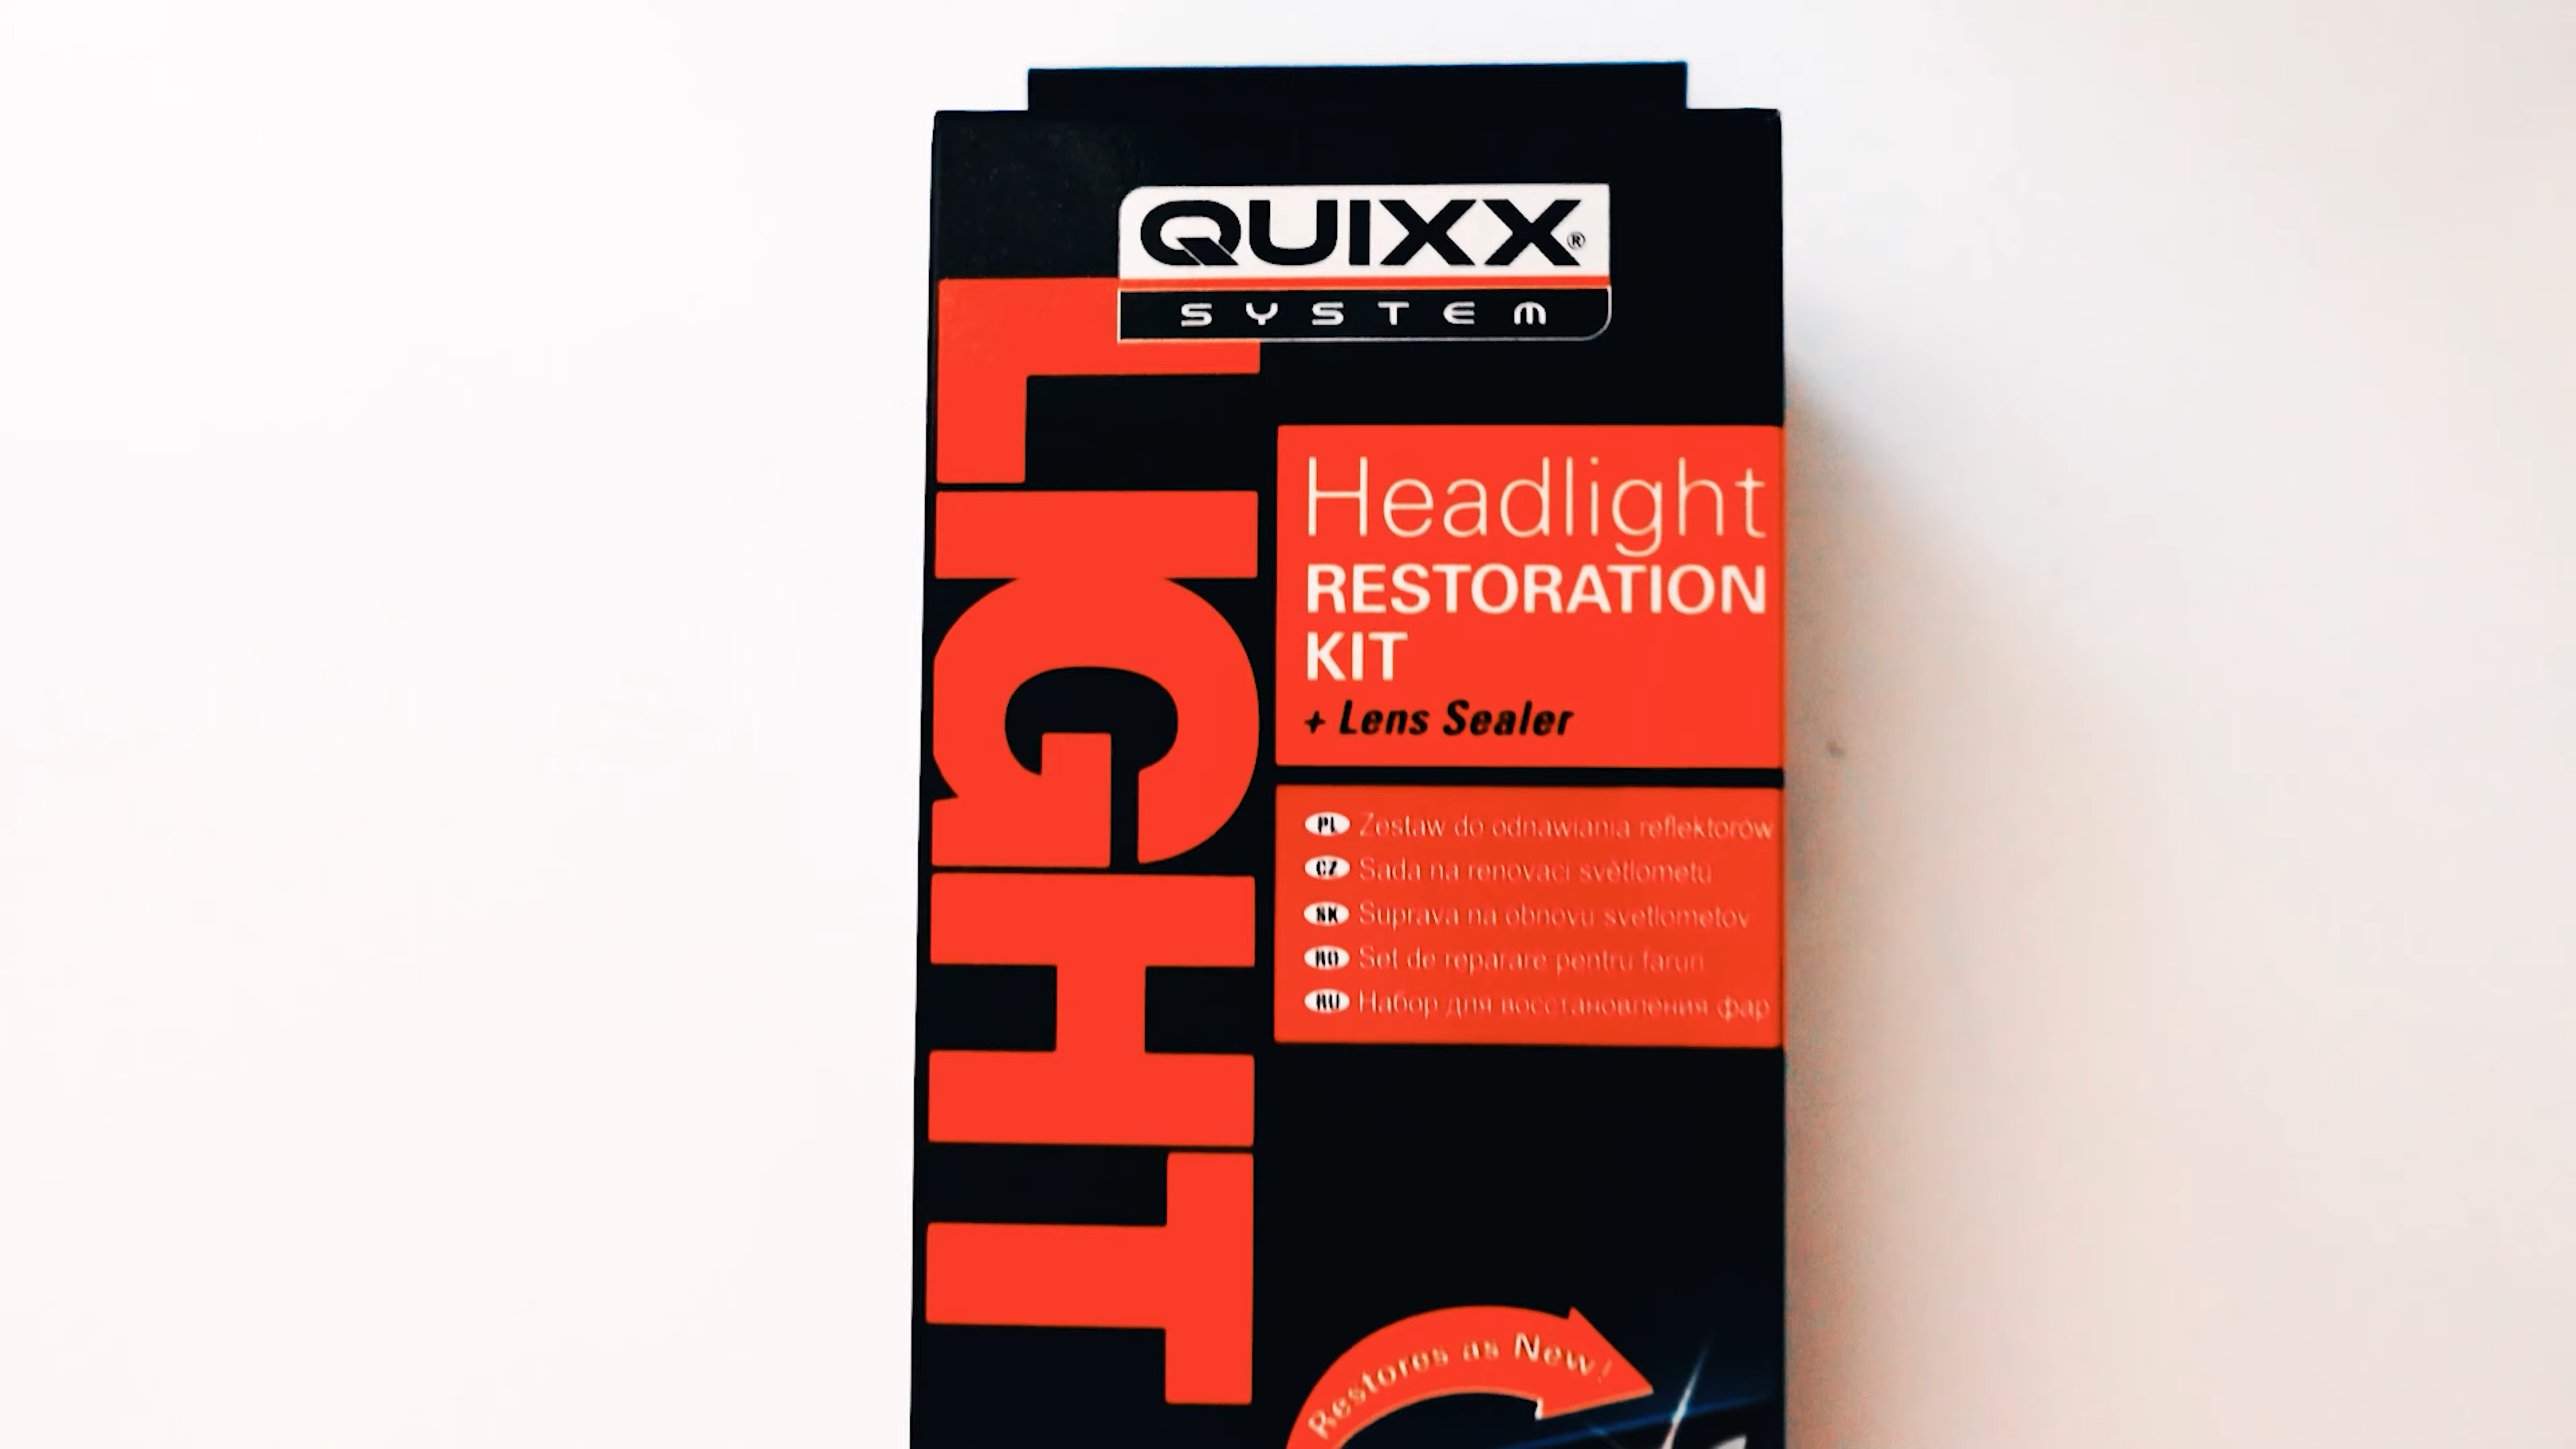 QUIXX®
SYSTEM
LIGHT
Headlight
RESTORATION
KIT
+ Lens Sealer
PL Zestaw do odnawiania reflektorów
CZ Sada na renovaci světlometu
SK Suprava na obnovu svetlometov
RO Set de reparare pentru faruri
RU Набор для восстановления фар
Restores as New!